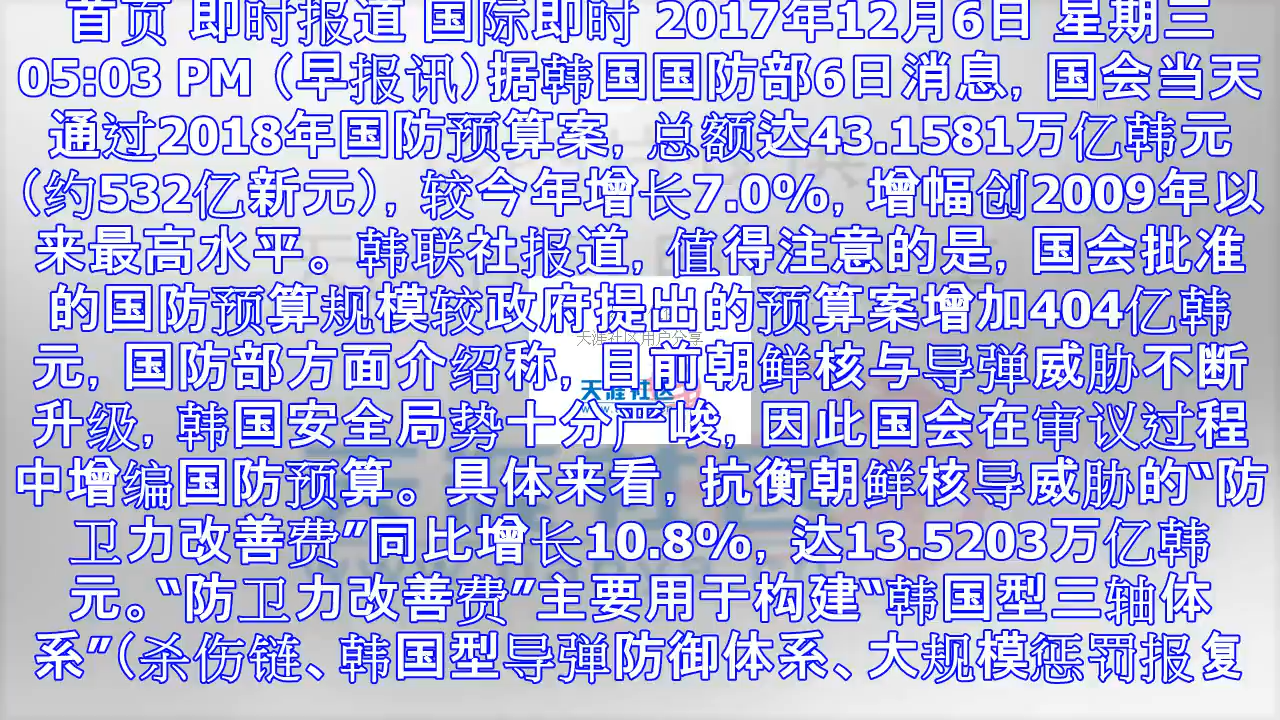 首页 即时报道 国际即时 2017年12月6日 星期三
05:03 PM（早报讯）据韩国国防部6日消息，国会当天
通过2018年国防预算案，总额达43.1581万亿韩元
（约532亿新元），较今年增长7.0%，增幅创2009年以
来最高水平。韩联社报道，值得注意的是，国会批准
的国防预算规模较政府提出的预算案增加404亿韩
天涯社区用户分享
元，国防部方面介绍称，目前朝鲜核与导弹威胁不断
天涯社区
升级，韩国安全局势十分严峻，因此国会在审议过程
中增编国防预算。具体来看，抗衡朝鲜核导威胁的“防
卫力改善费”同比增长10.8%，达13.5203万亿韩
元。“防卫力改善费”主要用于构建“韩国型三轴体
系”（杀伤链、韩国型导弹防御体系、大规模惩罚报复